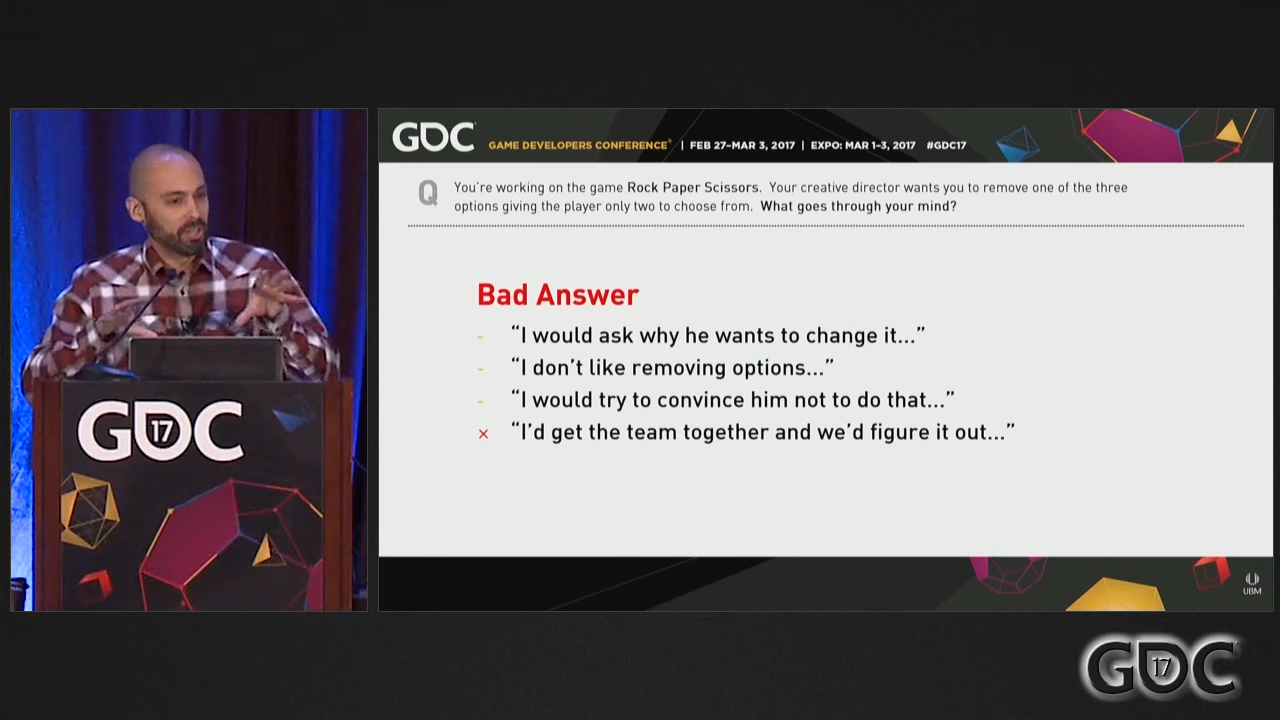 GDC
GAME DEVELOPERS CONFERENCE® | FEB 27–MAR 3, 2017 | EXPO: MAR 1–3, 2017 #GDC17
Q
You're working on the game Rock Paper Scissors. Your creative director wants you to remove one of the three
options giving the player only two to choose from. What goes through your mind?
Bad Answer
- “I would ask why he wants to change it...”
- “I don’t like removing options...”
- “I would try to convince him not to do that...”
× “I’d get the team together and we’d figure it out...”
GDC
17
UBM
GDC
17